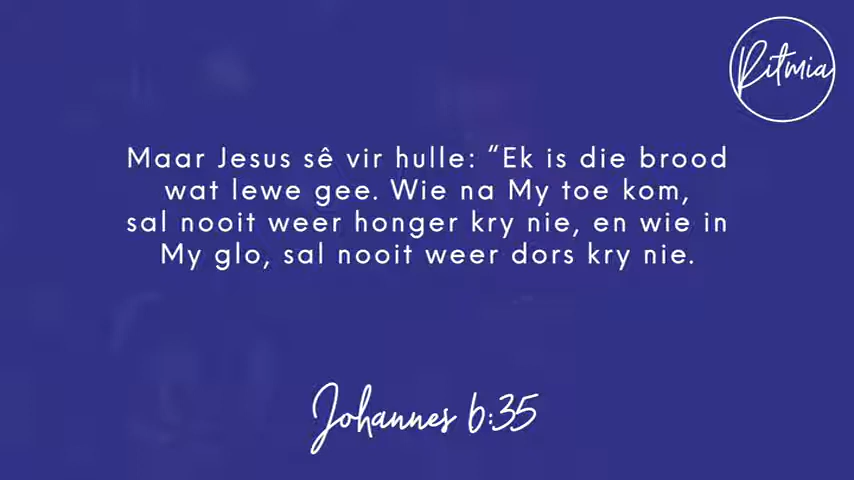 Ritmia
Maar Jesus sê vir hulle: “Ek is die brood
wat lewe gee. Wie na My toe kom,
sal nooit weer honger kry nie, en wie in
My glo, sal nooit weer dors kry nie.
Johannes 6:35